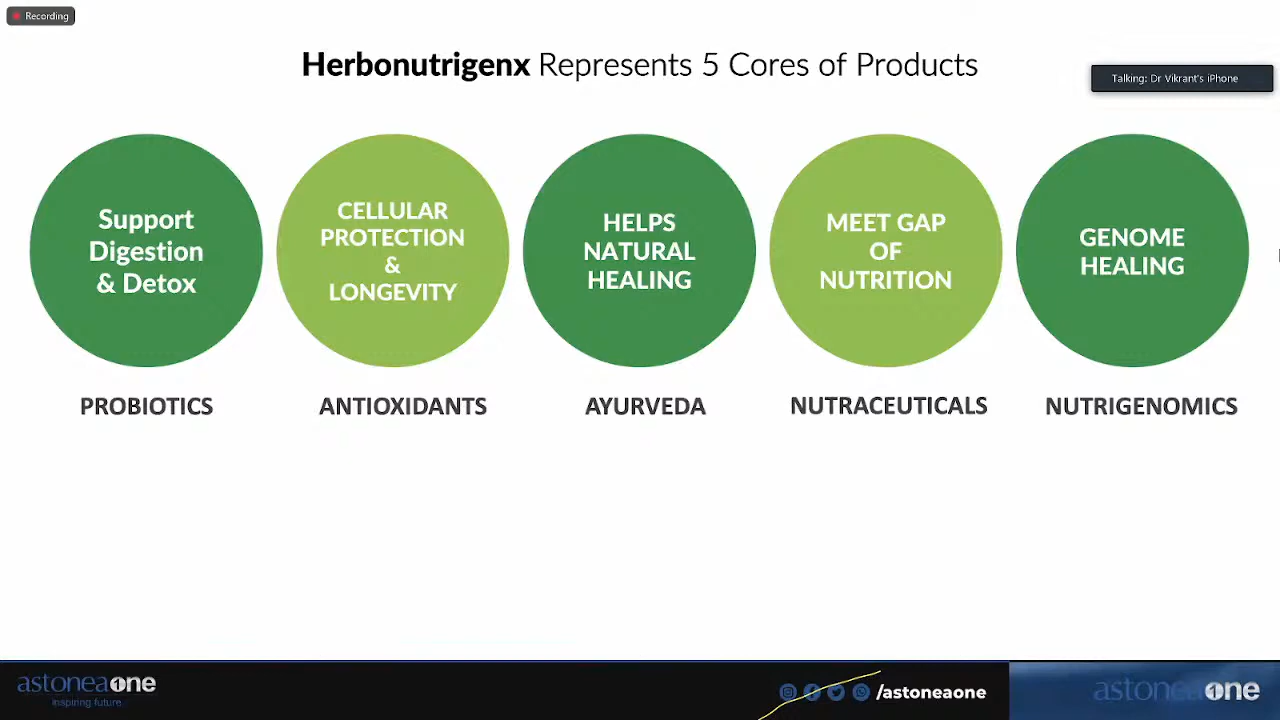 Recording
Herbonutrigenx Represents 5 Cores of Products
Talking: Dr Vikrant's iPhone
Support
Digestion
& Detox
CELLULAR
PROTECTION
&
LONGEVITY
HELPS
NATURAL
HEALING
MEET GAP
OF
NUTRITION
GENOME
HEALING
PROBIOTICS
ANTIOXIDANTS
AYURVEDA
NUTRACEUTICALS
NUTRIGENOMICS
astoneaone
inspiring future
/astoneaone
astoneaone